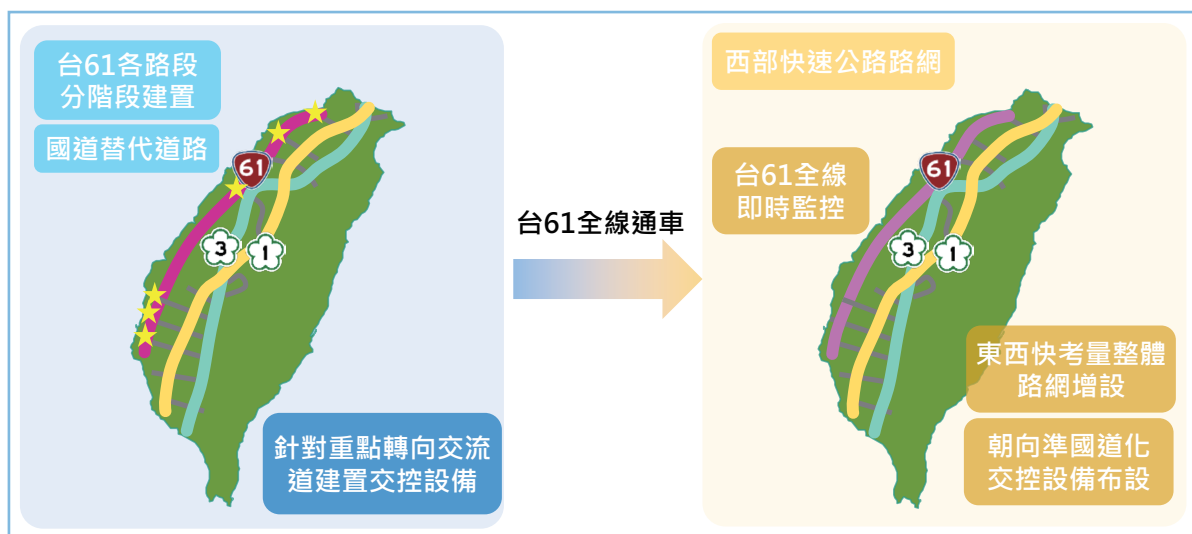 台61各路段
分階段建置
國道替代道路
61
3
1
針對重點轉向交流
道建置交控設備
台61全線通車
西部快速公路路網
台61全線
即時監控
61
3
1
東西快考量整體
路網增設
朝向準國道化
交控設備布設